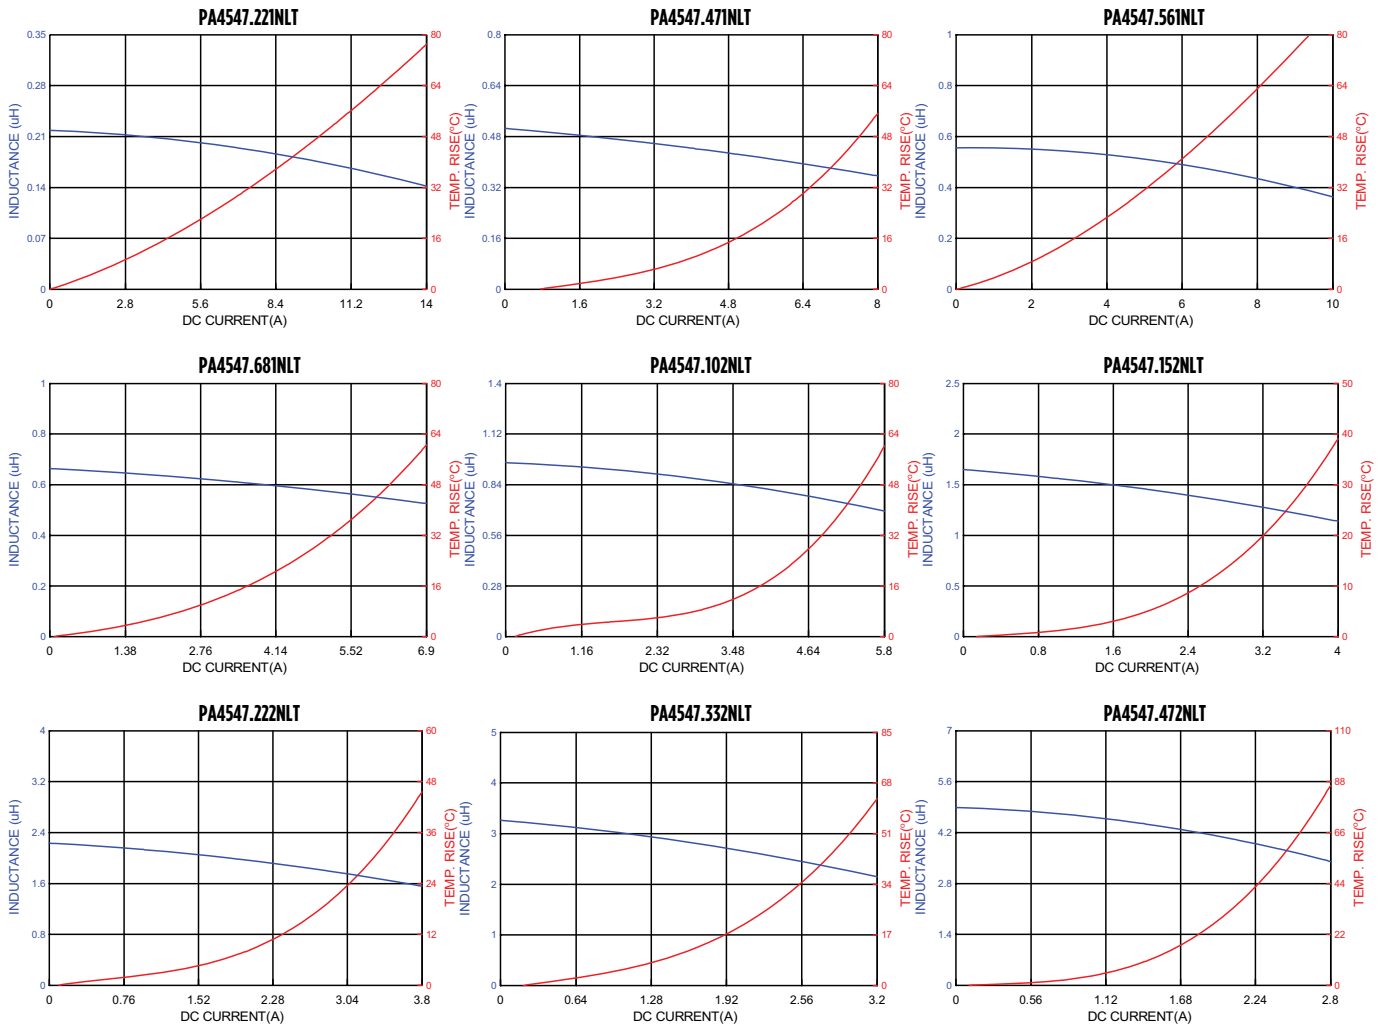 PA4547.221NLT
0.35
0.28
0.21
0.14
0.07
0
INDUCTANCE (uH)
80
64
48
32
16
0
TEMP. RISE(ºC)
0 2.8 5.6 8.4 11.2 14
DC CURRENT(A)
PA4547.471NLT
0.8
0.64
0.48
0.32
0.16
0
INDUCTANCE (uH)
80
64
48
32
16
0
TEMP. RISE(ºC)
0 1.6 3.2 4.8 6.4 8
DC CURRENT(A)
PA4547.561NLT
1
0.8
0.6
0.4
0.2
0
INDUCTANCE (uH)
80
64
48
32
16
0
TEMP. RISE(ºC)
0 2 4 6 8 10
DC CURRENT(A)
PA4547.681NLT
1
0.8
0.6
0.4
0.2
0
INDUCTANCE (uH)
80
64
48
32
16
0
TEMP. RISE(ºC)
0 1.38 2.76 4.14 5.52 6.9
DC CURRENT(A)
PA4547.102NLT
1.4
1.12
0.84
0.56
0.28
0
INDUCTANCE (uH)
80
64
48
32
16
0
TEMP. RISE(ºC)
0 1.16 2.32 3.48 4.64 5.8
DC CURRENT(A)
PA4547.152NLT
2.5
2
1.5
1
0.5
0
INDUCTANCE (uH)
50
40
30
20
10
0
TEMP. RISE(ºC)
0 0.8 1.6 2.4 3.2 4
DC CURRENT(A)
PA4547.222NLT
4
3.2
2.4
1.6
0.8
0
INDUCTANCE (uH)
60
48
36
24
12
0
TEMP. RISE(ºC)
0 0.76 1.52 2.28 3.04 3.8
DC CURRENT(A)
PA4547.332NLT
5
4
3
2
1
0
INDUCTANCE (uH)
85
68
51
34
17
0
TEMP. RISE(ºC)
0 0.64 1.28 1.92 2.56 3.2
DC CURRENT(A)
PA4547.472NLT
7
5.6
4.2
2.8
1.4
0
INDUCTANCE (uH)
110
88
66
44
22
0
TEMP. RISE(ºC)
0 0.56 1.12 1.68 2.24 2.8
DC CURRENT(A)